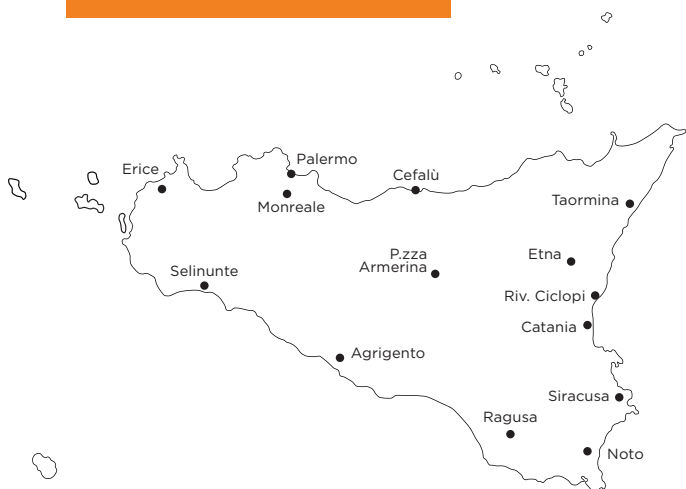 Palermo
Erice
Cefalù
Monreale
Taormina
P.zza
Armerina
Etna
Selinunte
Riv. Ciclopi
Catania
Agrigento
Siracusa
Ragusa
Noto